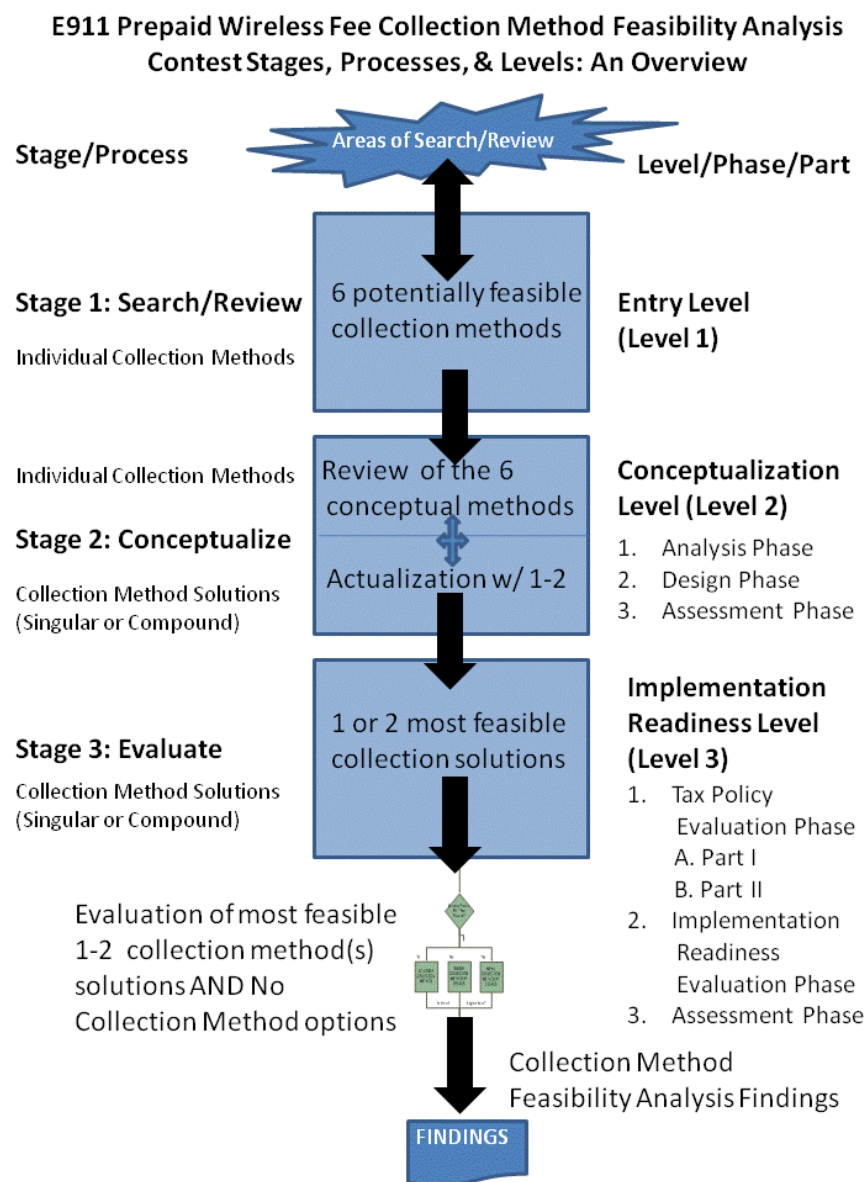 E911 Prepaid Wireless Fee Collection Method Feasibility Analysis
Contest Stages, Processes, & Levels: An Overview
Areas of Search/Review
Stage/Process
Level/Phase/Part
Stage 1: Search/Review
Individual Collection Methods
6 potentially feasible
collection methods
Entry Level
(Level 1)
Individual Collection Methods
Stage 2: Conceptualize
Collection Method Solutions
(Singular or Compound)
Review of the 6
conceptual methods
Actualization w/ 1-2
Conceptualization
Level (Level 2)
1. Analysis Phase
2. Design Phase
3. Assessment Phase
Stage 3: Evaluate
Collection Method Solutions
(Singular or Compound)
1 or 2 most feasible
collection solutions
Implementation
Readiness Level
(Level 3)
1. Tax Policy
Evaluation Phase
A. Part I
B. Part II
2. Implementation
Readiness
Evaluation Phase
3. Assessment Phase
Evaluation of most feasible
1-2 collection method(s)
solutions AND No
Collection Method options
Collection Method
Feasibility Analysis Findings
FINDINGS